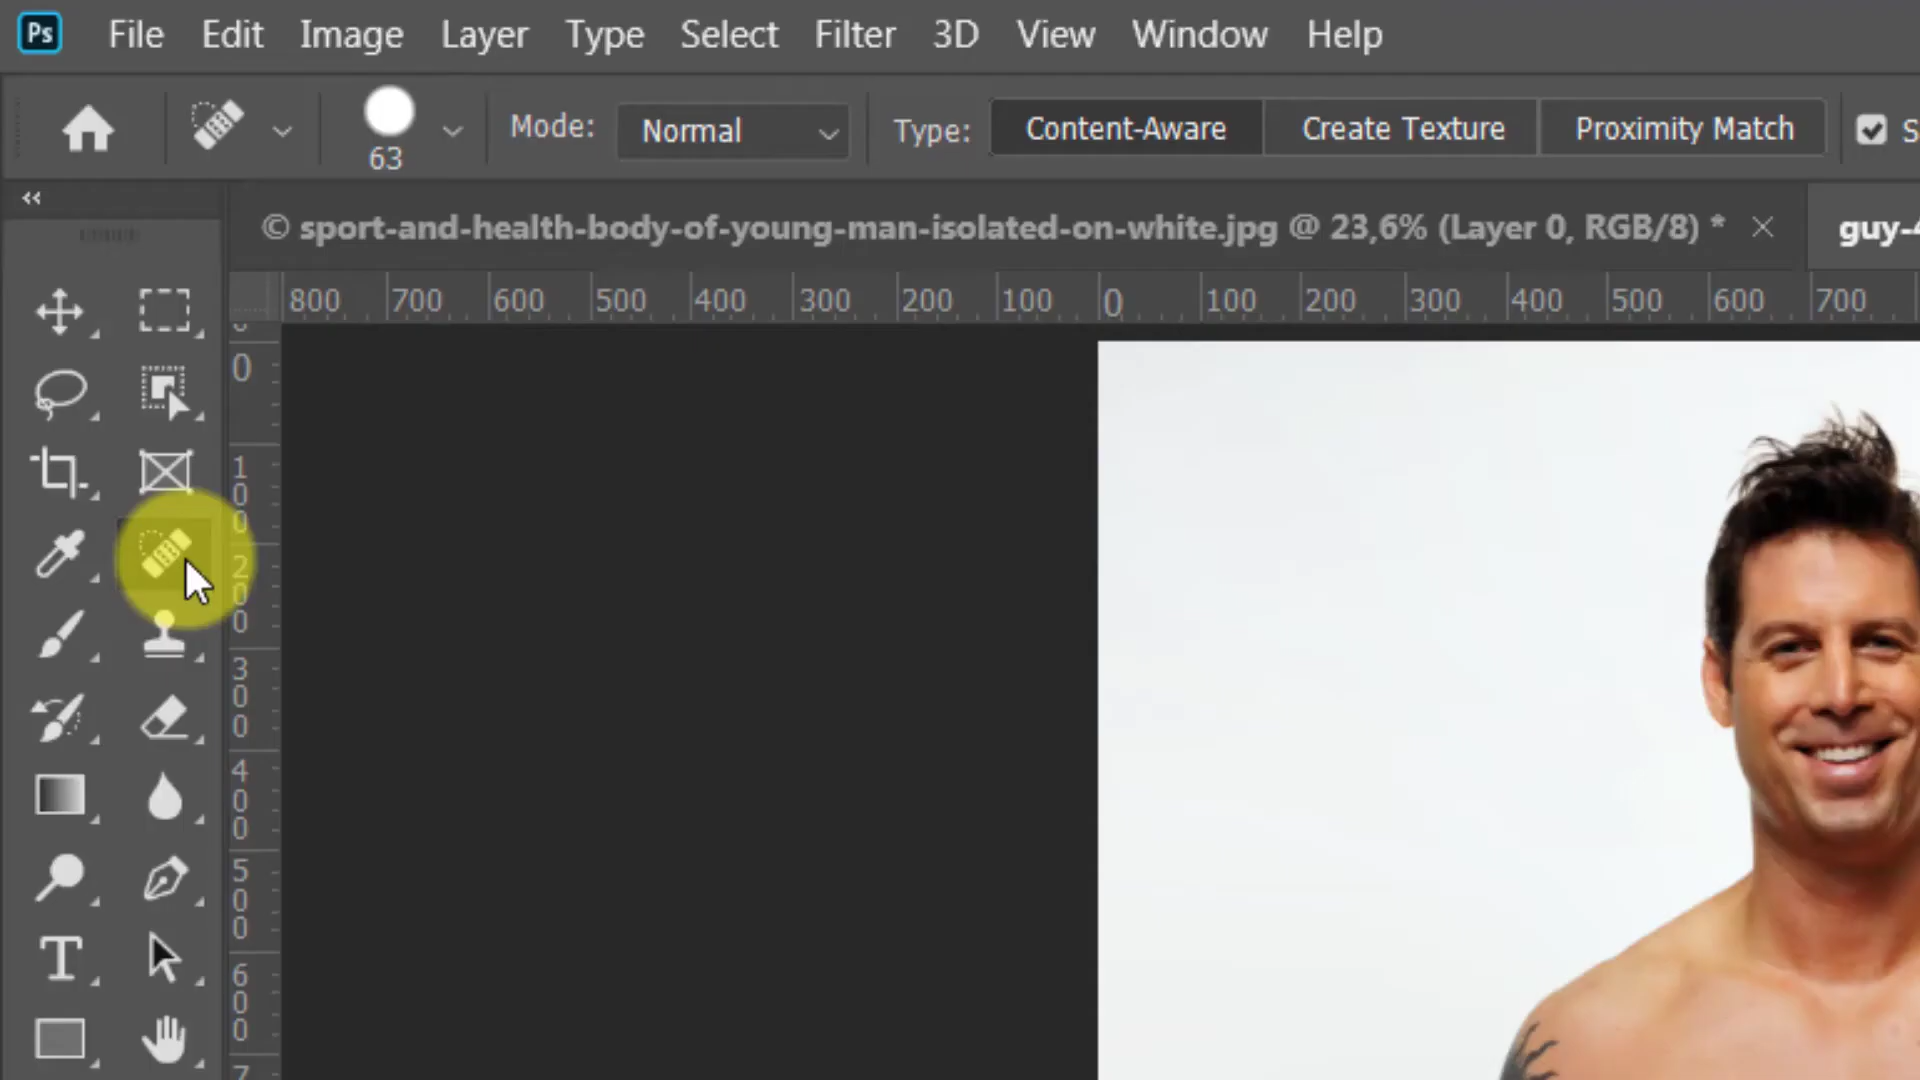 Ps File Edit Image Layer Type Select Filter 3D View Window Help
63 Mode: Normal Type: Content-Aware Create Texture Proximity Match S
© sport-and-health-body-of-young-man-isolated-on-white.jpg @ 23,6% (Layer 0, RGB/8) * × guy-4
800 700 600 500 400 300 200 100 0 100 200 300 400 500 600 700
0
100
200
300
400
500
600
7